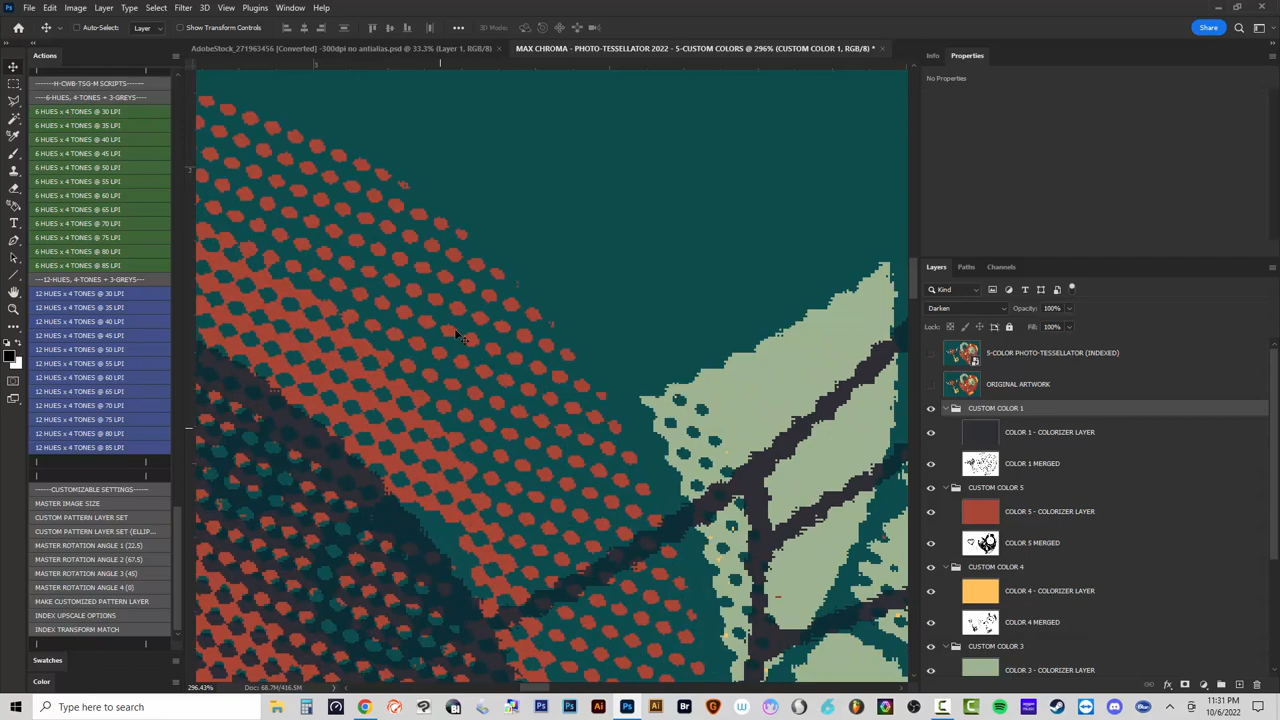 File Edit Image Layer Type Select Filter 3D View Plugins Window Help
Auto-Select: Layer Show Transform Controls 3D Mode: Share
AdobeStock_271963456 [Converted] -300dpi no antialias.psd @ 33.3% (Layer 1, RGB/8) ×
MAX CHROMA - PHOTO-TESSELLATOR 2022 - 5-CUSTOM COLORS @ 296% (CUSTOM COLOR 1, RGB/8) * ×
Actions
-------H-CWB-TSG-M SCRIPTS-------
----6-HUES, 4-TONES + 3-GREYS----
6 HUES x 4 TONES @ 30 LPI
6 HUES x 4 TONES @ 35 LPI
6 HUES x 4 TONES @ 40 LPI
6 HUES x 4 TONES @ 45 LPI
6 HUES x 4 TONES @ 50 LPI
6 HUES x 4 TONES @ 55 LPI
6 HUES x 4 TONES @ 60 LPI
6 HUES x 4 TONES @ 65 LPI
6 HUES x 4 TONES @ 70 LPI
6 HUES x 4 TONES @ 75 LPI
6 HUES x 4 TONES @ 80 LPI
6 HUES x 4 TONES @ 85 LPI
---12-HUES, 4-TONES + 3-GREYS---
12 HUES x 4 TONES @ 30 LPI
12 HUES x 4 TONES @ 35 LPI
12 HUES x 4 TONES @ 40 LPI
12 HUES x 4 TONES @ 45 LPI
12 HUES x 4 TONES @ 50 LPI
12 HUES x 4 TONES @ 55 LPI
12 HUES x 4 TONES @ 60 LPI
12 HUES x 4 TONES @ 65 LPI
12 HUES x 4 TONES @ 70 LPI
12 HUES x 4 TONES @ 75 LPI
12 HUES x 4 TONES @ 80 LPI
12 HUES x 4 TONES @ 85 LPI
-----CUSTOMIZABLE SETTINGS-----
MASTER IMAGE SIZE
CUSTOM PATTERN LAYER SET
CUSTOM PATTERN LAYER SET (ELLIP...
MASTER ROTATION ANGLE 1 (22.5)
MASTER ROTATION ANGLE 2 (67.5)
MASTER ROTATION ANGLE 3 (45)
MASTER ROTATION ANGLE 4 (0)
MAKE CUSTOMIZED PATTERN LAYER
INDEX UPSCALE OPTIONS
INDEX TRANSFORM MATCH
Swatches
Color
3
2
296.43% Doc: 68.7M/416.5M
Info Properties
No Properties
Layers Paths Channels
Kind
Darken Opacity: 100%
Lock: Fill: 100%
5-COLOR PHOTO-TESSELLATOR (INDEXED)
ORIGINAL ARTWORK
CUSTOM COLOR 1
COLOR 1 - COLORIZER LAYER
COLOR 1 MERGED
CUSTOM COLOR 5
COLOR 5 - COLORIZER LAYER
COLOR 5 MERGED
CUSTOM COLOR 4
COLOR 4 - COLORIZER LAYER
COLOR 4 MERGED
CUSTOM COLOR 3
COLOR 3 - COLORIZER LAYER
Type here to search
11:31 PM
10/6/2022